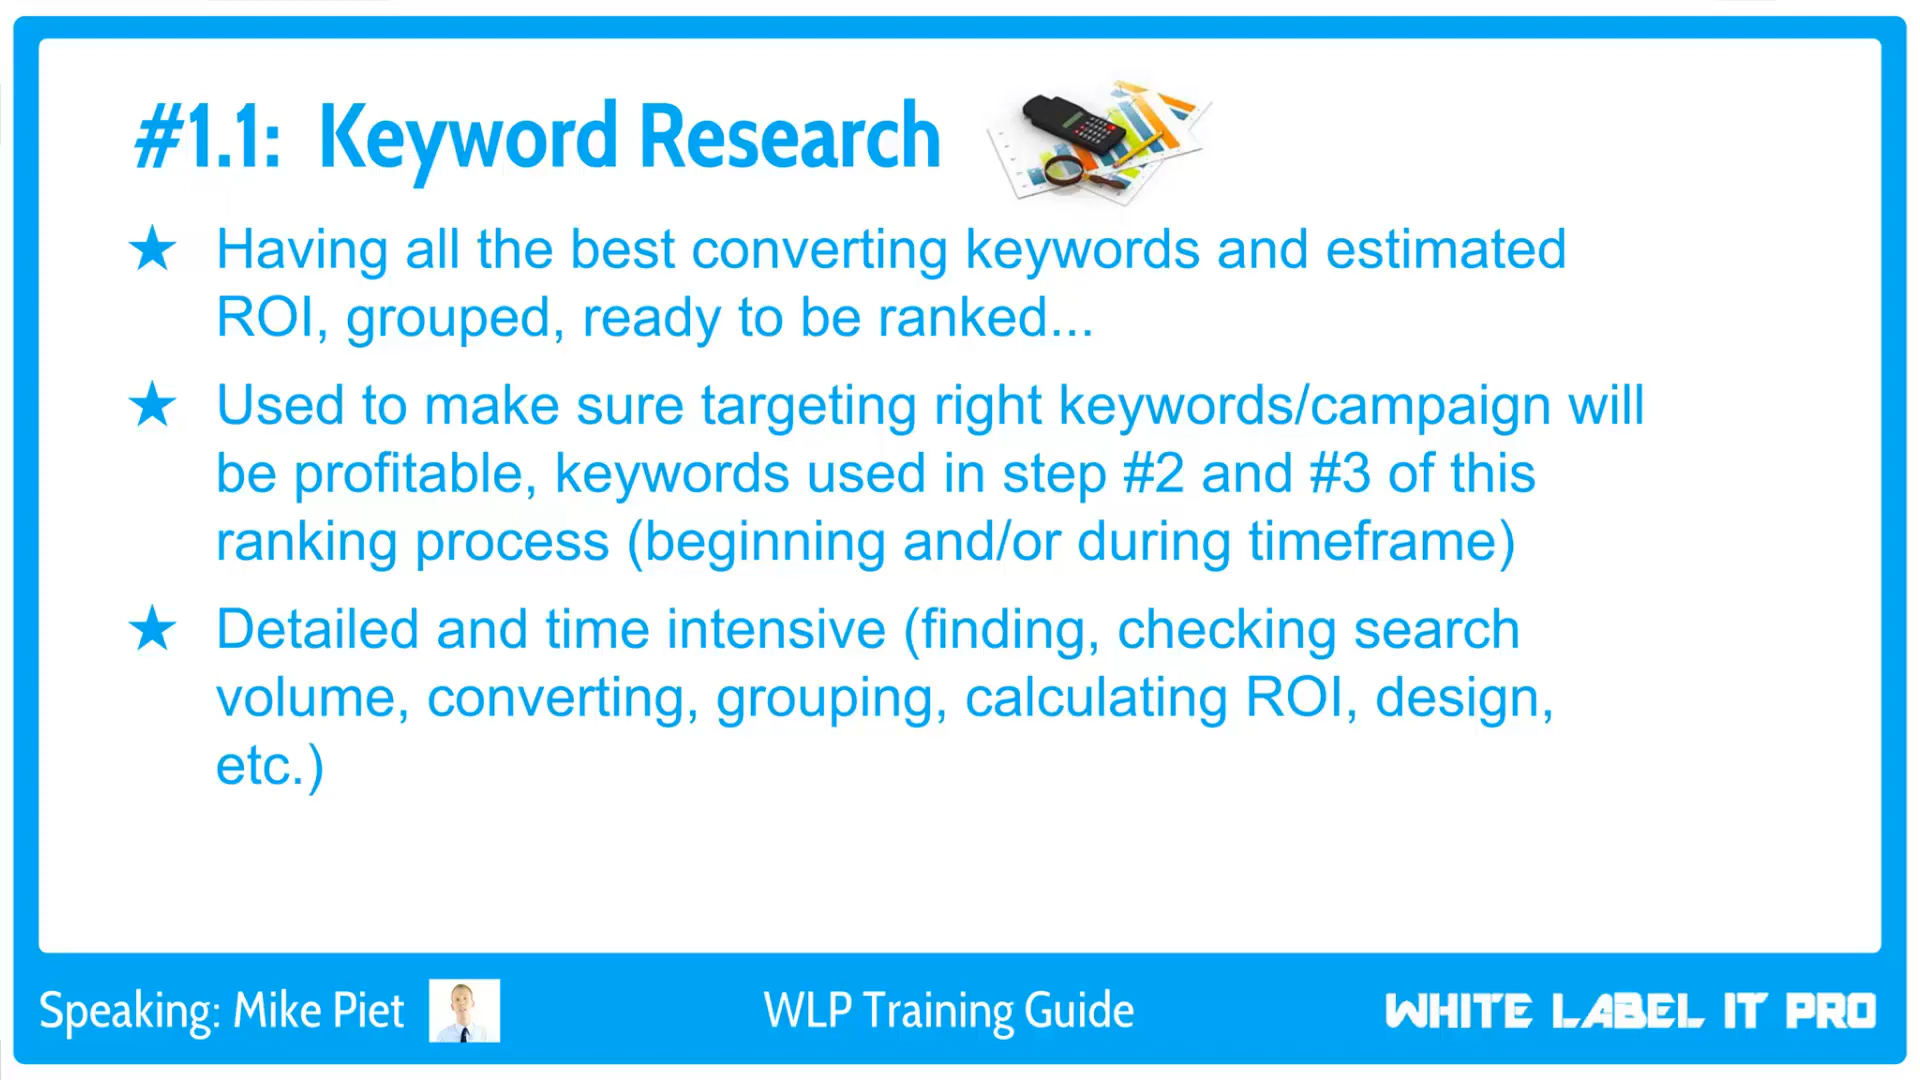 #1.1: Keyword Research
★ Having all the best converting keywords and estimated
ROI, grouped, ready to be ranked...
★ Used to make sure targeting right keywords/campaign will
be profitable, keywords used in step #2 and #3 of this
ranking process (beginning and/or during timeframe)
★ Detailed and time intensive (finding, checking search
volume, converting, grouping, calculating ROI, design,
etc.)
Speaking: Mike Piet
WLP Training Guide
WHITE LABEL IT PRO